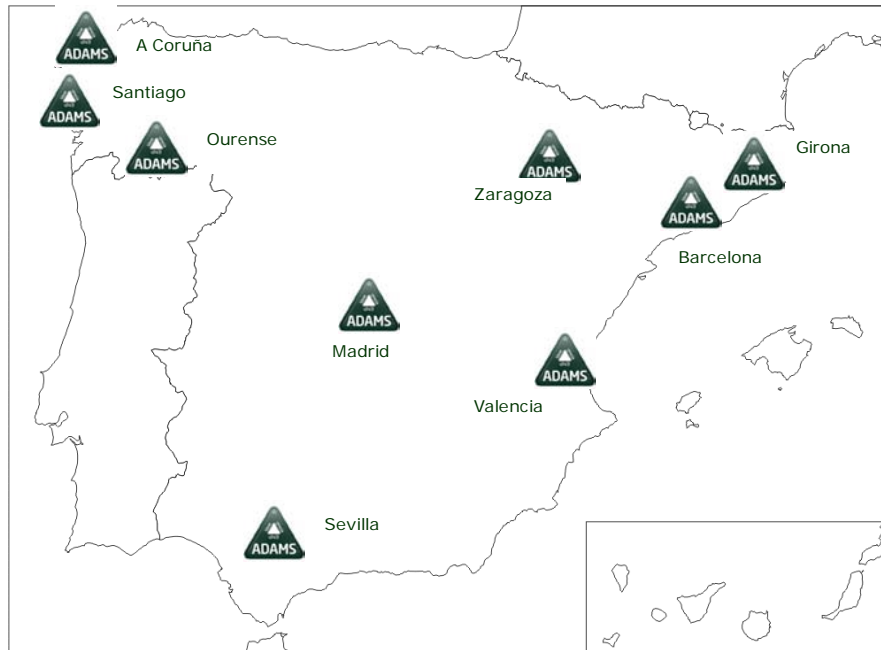 ADAMS
A Coruña
ADAMS
Santiago
ADAMS
Ourense
ADAMS
Zaragoza
ADAMS
Girona
ADAMS
Barcelona
ADAMS
Madrid
ADAMS
Valencia
ADAMS
Sevilla